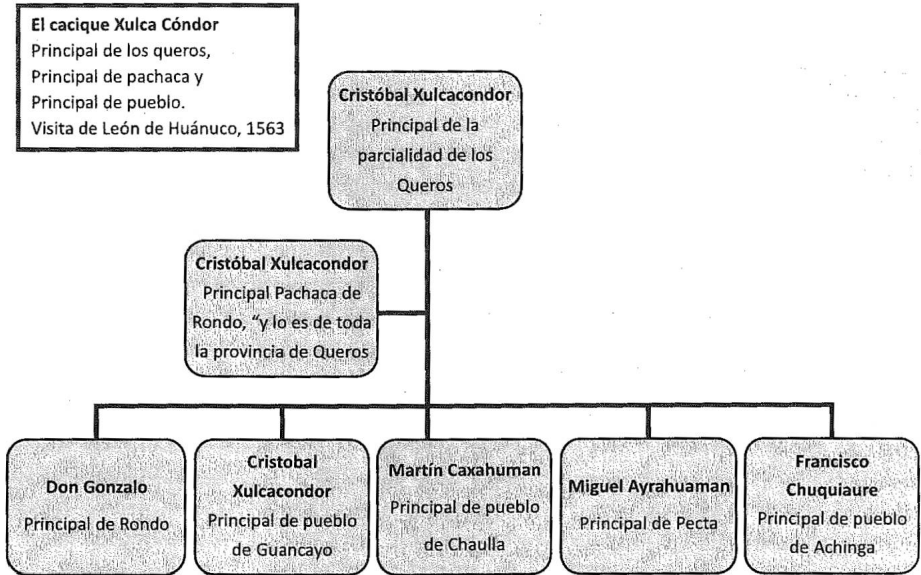 El cacique Xulca Cóndor
Principal de los queros,
Principal de pachaca y
Principal de pueblo.
Visita de León de Huánuco, 1563
Cristóbal Xulcacondor
Principal de la
parcialidad de los
Queros
Cristóbal Xulcacondor
Principal Pachaca de
Rondo, “y lo es de toda
la provincia de Queros
Don Gonzalo
Principal de Rondo
Cristobal
Xulcacondor
Principal de pueblo
de Guancayo
Martín Caxahuman
Principal de pueblo
de Chaulla
Miguel Ayrahuaman
Principal de Pecta
Francisco
Chuquiaure
Principal de pueblo
de Achinga